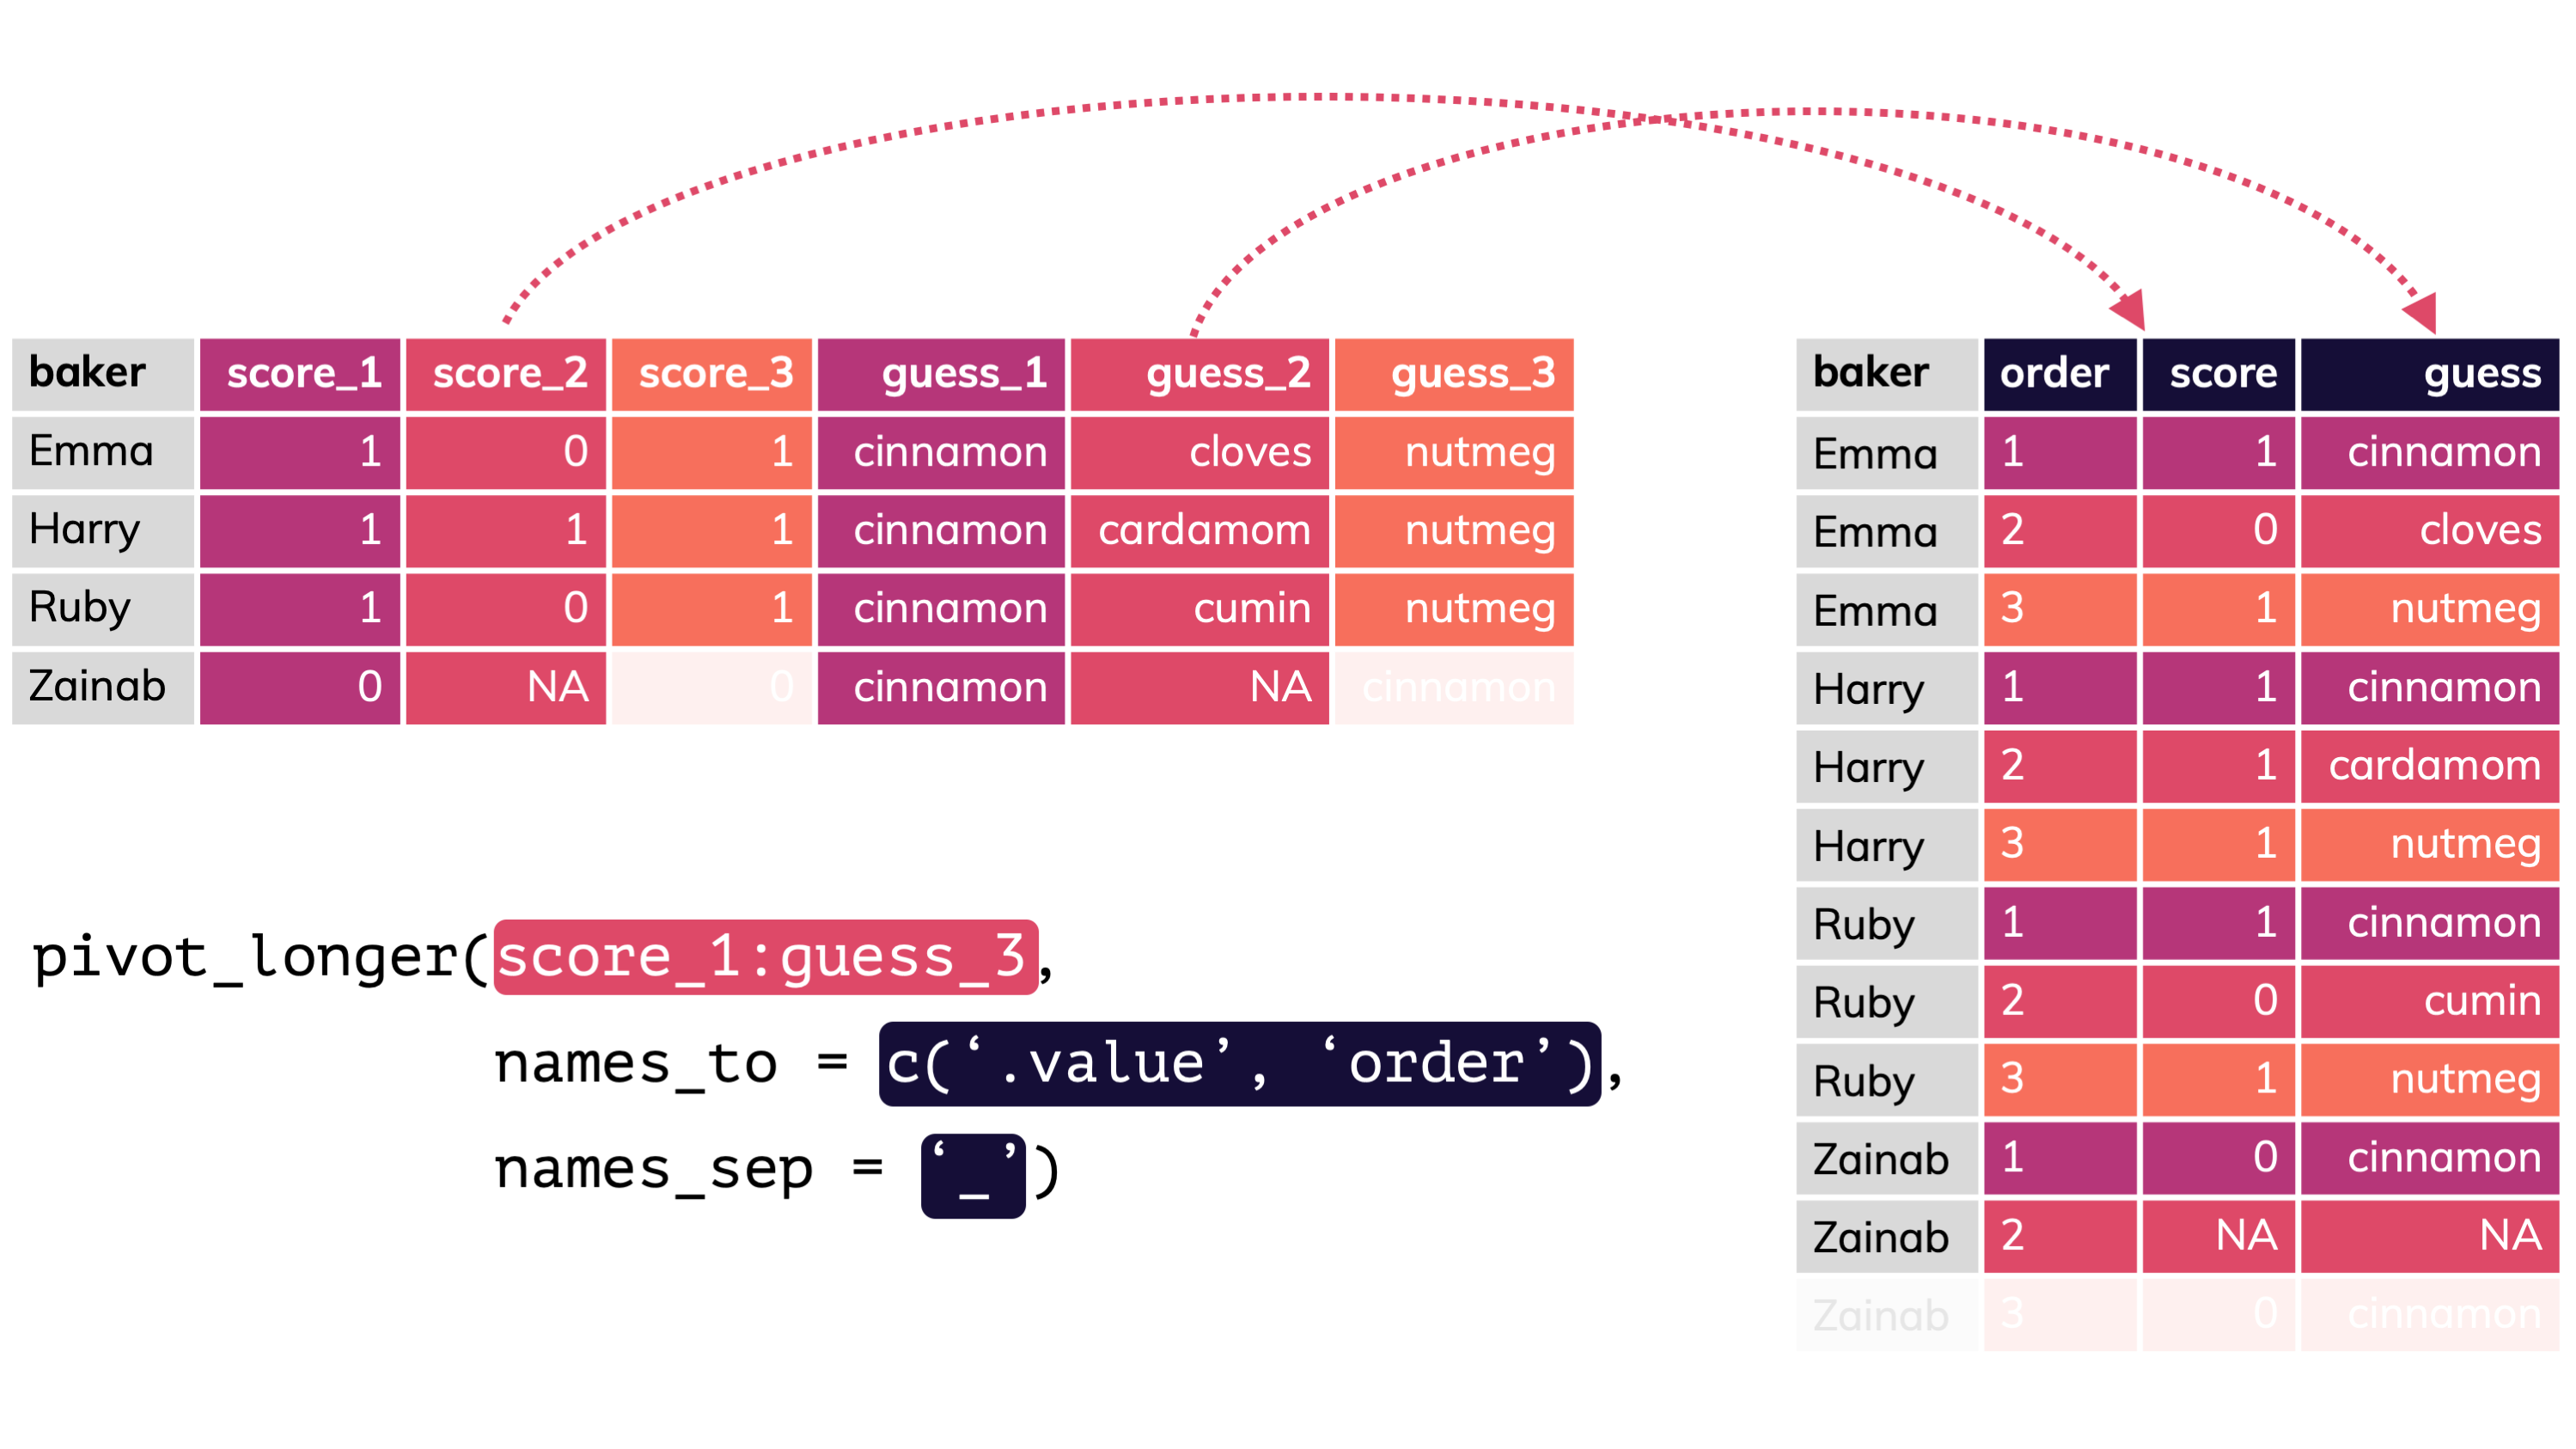 baker score_1 score_2 score_3 guess_1 guess_2 guess_3
Emma 1 0 1 cinnamon cloves nutmeg
Harry 1 1 1 cinnamon cardamom nutmeg
Ruby 1 0 1 cinnamon cumin nutmeg
Zainab 0 NA 0 cinnamon NA cinnamon
pivot_longer(score_1:guess_3,
names_to = c(‘.value’, ‘order’),
names_sep = ‘_’)
baker order score guess
Emma 1 1 cinnamon
Emma 2 0 cloves
Emma 3 1 nutmeg
Harry 1 1 cinnamon
Harry 2 1 cardamom
Harry 3 1 nutmeg
Ruby 1 1 cinnamon
Ruby 2 0 cumin
Ruby 3 1 nutmeg
Zainab 1 0 cinnamon
Zainab 2 NA NA
Zainab 3 0 cinnamon